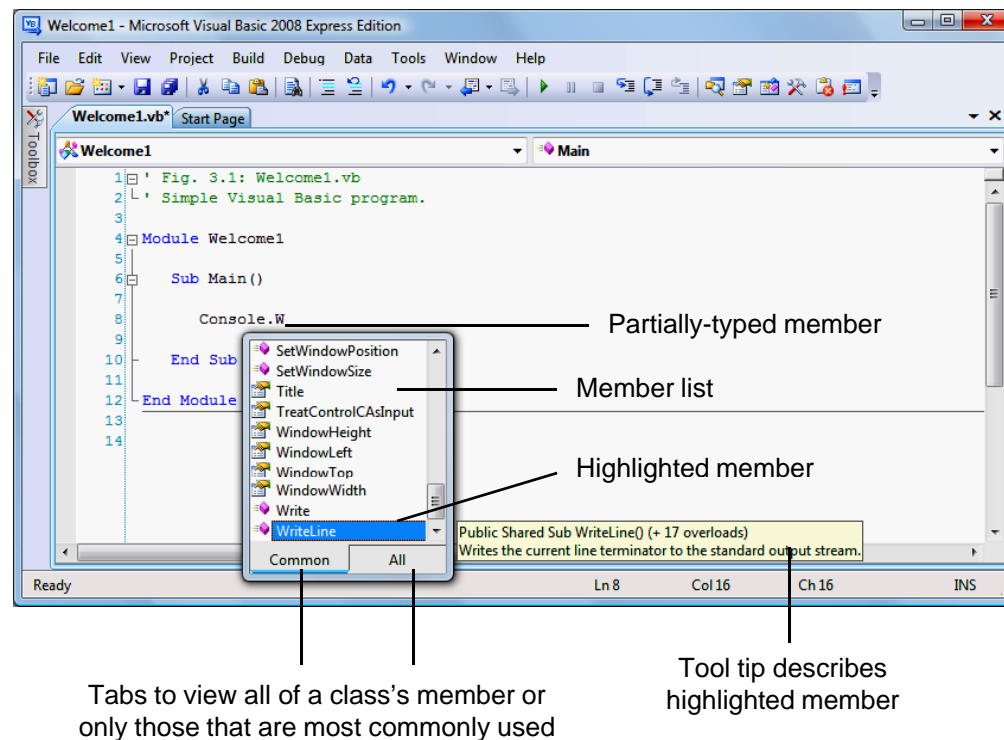 Welcome1 - Microsoft Visual Basic 2008 Express Edition
File Edit View Project Build Debug Data Tools Window Help
Toolbox
Welcome1.vb* Start Page
Welcome1 Main
1 ' Fig. 3.1: Welcome1.vb
2 ' Simple Visual Basic program.
3
4 Module Welcome1
5
6 Sub Main()
7
8 Console.W
Partially-typed member
9
10 End Sub
11
12 End Module
13
14
SetWindowPosition
SetWindowSize
Title
Member list
TreatControlCAsInput
WindowHeight
WindowLeft
WindowTop
Highlighted member
WindowWidth
Write
WriteLine
Public Shared Sub WriteLine() (+ 17 overloads)
Writes the current line terminator to the standard output stream.
Common All
Ready Ln 8 Col 16 Ch 16 INS
Tabs to view all of a class's member or
only those that are most commonly used
Tool tip describes
highlighted member